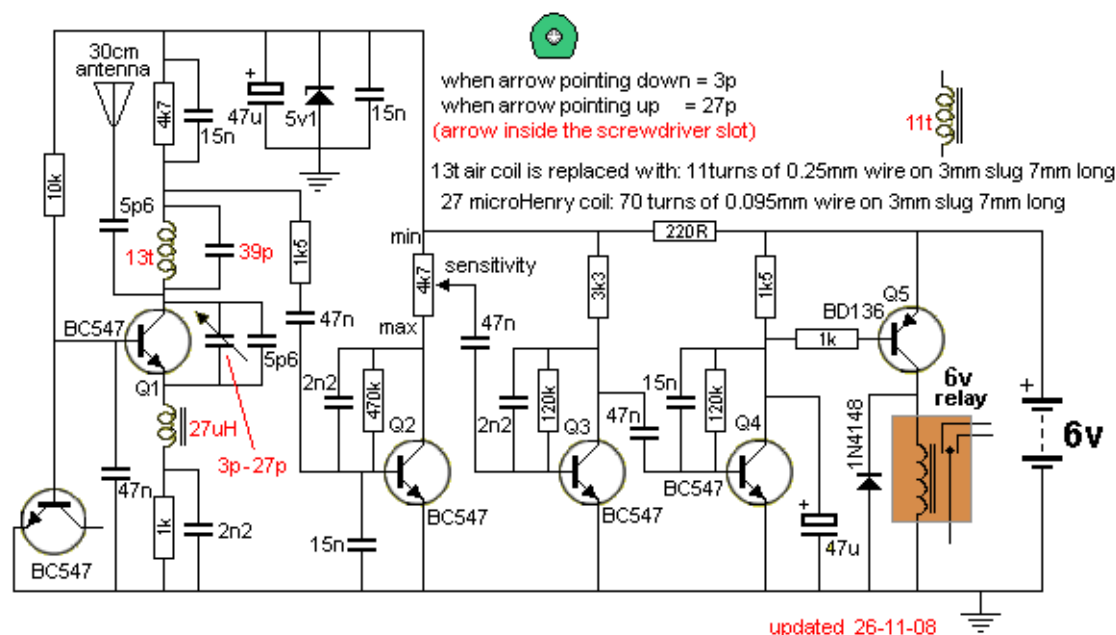 30cm
antenna
4k7
15n
47u
+
5v1
15n
when arrow pointing down = 3p
when arrow pointing up = 27p
(arrow inside the screwdriver slot)
11t
13t air coil is replaced with: 11turns of 0.25mm wire on 3mm slug 7mm long
27 microHenry coil: 70 turns of 0.095mm wire on 3mm slug 7mm long
10k
5p6
13t
39p
1k5
min
4k7
sensitivity
max
220R
3k3
1k5
Q5
BD136
1k
BC547
Q1
5p6
47n
47n
2n2
470k
Q2
BC547
2n2
120k
Q3
BC547
47n
15n
120k
Q4
BC547
6v
relay
1N4148
+
6v
27uH
3p-27p
47n
1k
2n2
15n
+
47u
BC547
updated 26-11-08